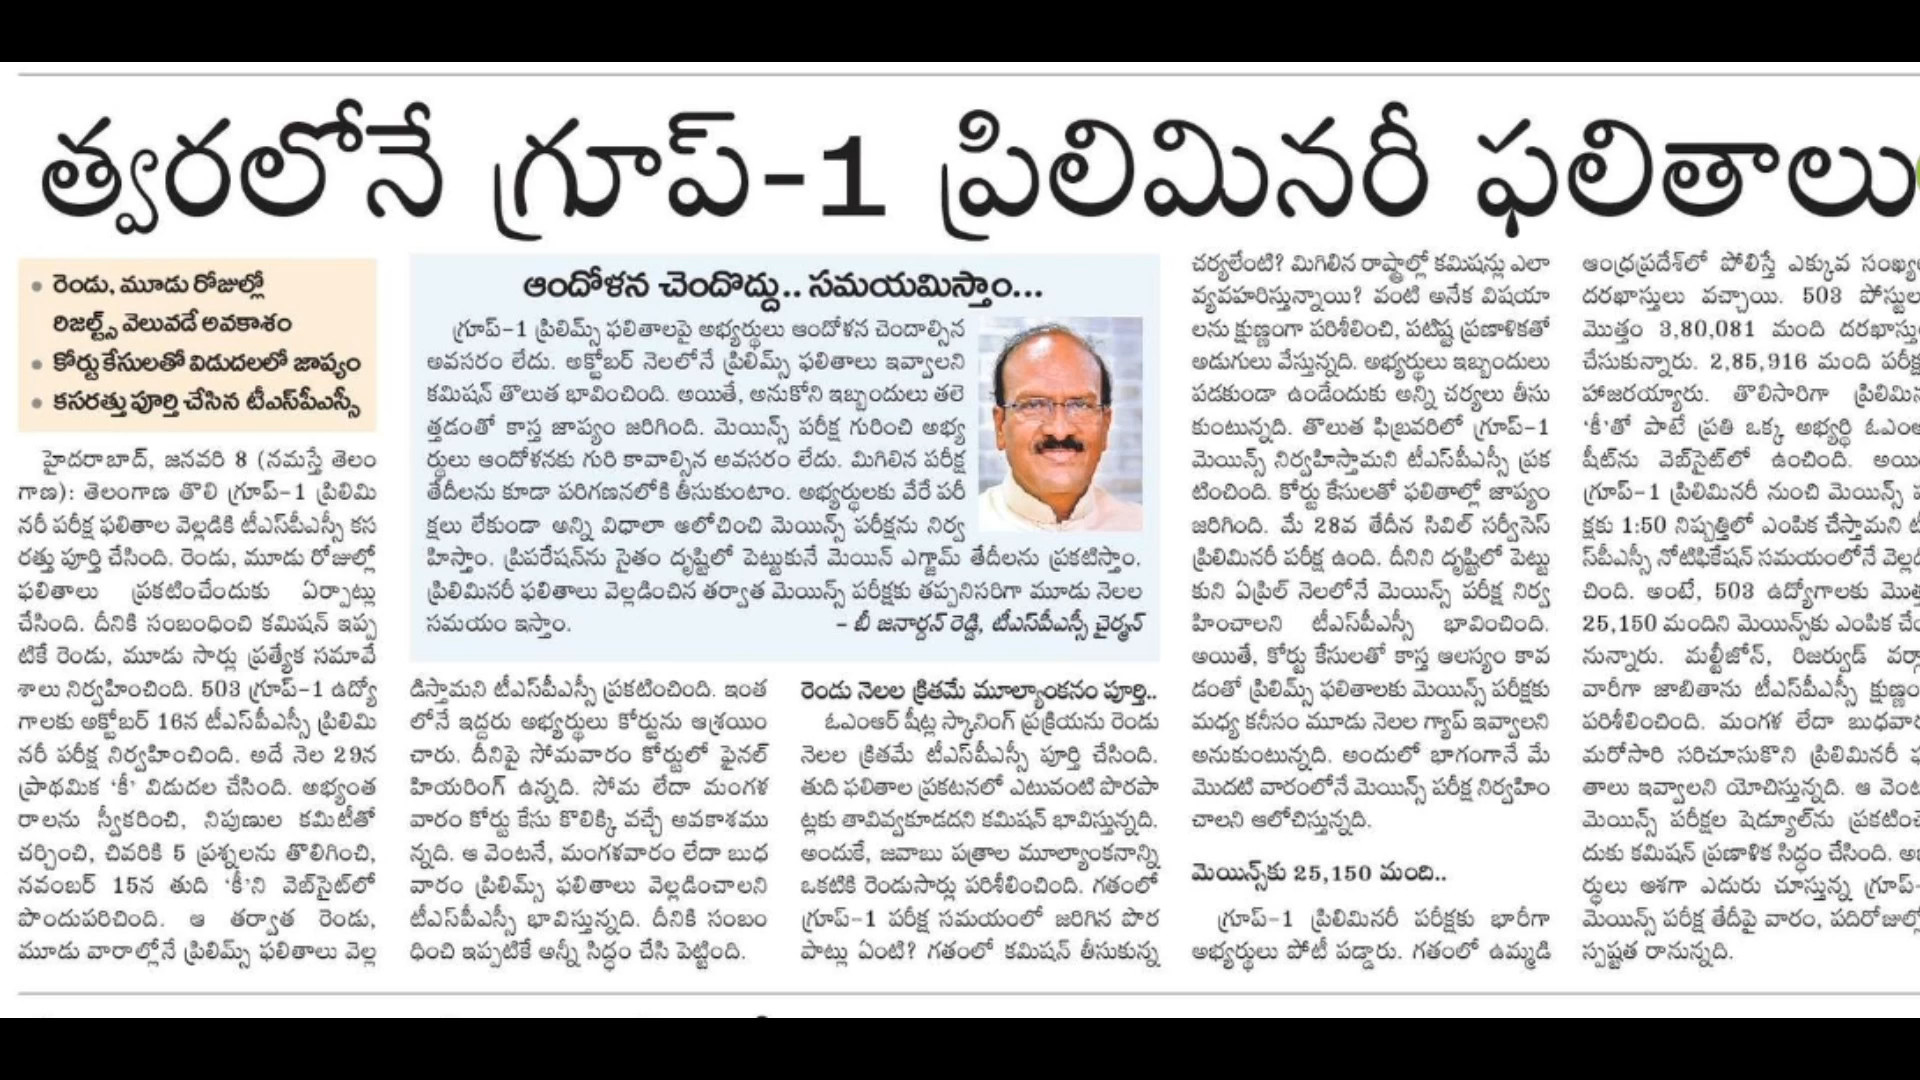 త్వరలోనే గ్రూప్-1 ప్రిలిమినరీ ఫలితాలు
• రెండు, మూడు రోజుల్లో
రిజల్ట్స్ వెలువడే అవకాశం
• కోర్టుకేసులతో విడుదలలో జాప్యం
• కసరత్తు పూర్తి చేసిన టీఎస్‌పీఎస్సీ
హైదరాబాద్, జనవరి 8 (నమస్తే తెలం
గాణ): తెలంగాణ తొలి గ్రూప్-1 ప్రిలిమి
నరీ పరీక్ష ఫలితాల వెల్లడికి టీఎస్‌పీఎస్సీ కస
రత్తు పూర్తి చేసింది. రెండు, మూడు రోజుల్లో
ఫలితాలు ప్రకటించేందుకు ఏర్పాట్లు
చేసింది. దీనికి సంబంధించి కమిషన్ ఇప్ప
టికే రెండు, మూడు సార్లు ప్రత్యేక సమావే
శాలు నిర్వహించింది. 503 గ్రూప్-1 ఉద్యో
గాలకు అక్టోబర్ 16న టీఎస్‌పీఎస్సీ ప్రిలిమి
నరీ పరీక్ష నిర్వహించింది. అదే నెల 29న
ప్రాథమిక 'కీ' విడుదల చేసింది. అభ్యంత
రాలను స్వీకరించి, నిపుణుల కమిటీతో
చర్చించి, చివరికి 5 ప్రశ్నలను తొలిగించి,
నవంబర్ 15న తుది 'కీ'ని వెబ్‌సైట్‌లో
పొందుపరిచింది. ఆ తర్వాత రెండు,
మూడు వారాల్లోనే ప్రిలిమ్స్ ఫలితాలు వెల్ల
ఆందోళన చెందొద్దు.. సమయమిస్తాం...
గ్రూప్-1 ప్రిలిమ్స్ ఫలితాలపై అభ్యర్థులు ఆందోళన చెందాల్సిన
అవసరం లేదు. అక్టోబర్ నెలలోనే ప్రిలిమ్స్ ఫలితాలు ఇవ్వాలని
కమిషన్ తొలుత భావించింది. అయితే, అనుకోని ఇబ్బందులు తలె
త్తడంతో కాస్త జాప్యం జరిగింది. మెయిన్స్ పరీక్ష గురించి అభ్య
ర్థులు ఆందోళనకు గురి కావాల్సిన అవసరం లేదు. మిగిలిన పరీక్ష
తేదీలను కూడా పరిగణనలోకి తీసుకుంటాం. అభ్యర్థులకు వేరే పరీ
క్షలు లేకుండా అన్ని విధాలా ఆలోచించి మెయిన్స్ పరీక్షను నిర్వ
హిస్తాం. ప్రిపరేషన్‌ను సైతం దృష్టిలో పెట్టుకునే మెయిన్ ఎగ్జామ్ తేదీలను ప్రకటిస్తాం.
ప్రిలిమినరీ ఫలితాలు వెల్లడించిన తర్వాత మెయిన్స్ పరీక్షకు తప్పనిసరిగా మూడు నెలల
సమయం ఇస్తాం.
- బీ జనార్దన్ రెడ్డి, టీఎస్‌పీఎస్సీ చైర్మన్
డిస్తామని టీఎస్‌పీఎస్సీ ప్రకటించింది. ఇంత
లోనే ఇద్దరు అభ్యర్థులు కోర్టును ఆశ్రయిం
చారు. దీనిపై సోమవారం కోర్టులో ఫైనల్
హియరింగ్ ఉన్నది. సోమ లేదా మంగళ
వారం కోర్టు కేసు కొలిక్కి వచ్చే అవకాశము
న్నది. ఆ వెంటనే, మంగళవారం లేదా బుధ
వారం ప్రిలిమ్స్ ఫలితాలు వెల్లడించాలని
టీఎస్‌పీఎస్సీ భావిస్తున్నది. దీనికి సంబం
ధించి ఇప్పటికే అన్నీ సిద్ధం చేసి పెట్టింది.
రెండు నెలల క్రితమే మూల్యాంకనం పూర్తి..
ఓఎంఆర్ షీట్ల స్కానింగ్ ప్రక్రియను రెండు
నెలల క్రితమే టీఎస్‌పీఎస్సీ పూర్తి చేసింది.
తుది ఫలితాల ప్రకటనలో ఎటువంటి పొరపా
ట్లకు తావివ్వకూడదని కమిషన్ భావిస్తున్నది.
అందుకే, జవాబు పత్రాల మూల్యాంకనాన్ని
ఒకటికి రెండుసార్లు పరిశీలించింది. గతంలో
గ్రూప్-1 పరీక్ష సమయంలో జరిగిన పొర
పాట్లు ఏంటి? గతంలో కమిషన్ తీసుకున్న
చర్యలేంటి? మిగిలిన రాష్ట్రాల్లో కమిషన్లు ఎలా
వ్యవహరిస్తున్నాయి? వంటి అనేక విషయా
లను క్షుణ్ణంగా పరిశీలించి, పటిష్ట ప్రణాళికతో
అడుగులు వేస్తున్నది. అభ్యర్థులు ఇబ్బందులు
పడకుండా ఉండేందుకు అన్ని చర్యలు తీసు
కుంటున్నది. తొలుత ఫిబ్రవరిలో గ్రూప్-1
మెయిన్స్ నిర్వహిస్తామని టీఎస్‌పీఎస్సీ ప్రక
టించింది. కోర్టు కేసులతో ఫలితాల్లో జాప్యం
జరిగింది. మే 28వ తేదీన సివిల్ సర్వీసెస్
ప్రిలిమినరీ పరీక్ష ఉంది. దీనిని దృష్టిలో పెట్టు
కుని ఏప్రిల్ నెలలోనే మెయిన్స్ పరీక్ష నిర్వ
హించాలని టీఎస్‌పీఎస్సీ భావించింది.
అయితే, కోర్టు కేసులతో కాస్త ఆలస్యం కావ
డంతో ప్రిలిమ్స్ ఫలితాలకు మెయిన్స్ పరీక్షకు
మధ్య కనీసం మూడు నెలల గ్యాప్ ఇవ్వాలని
అనుకుంటున్నది. అందులో భాగంగానే మే
మొదటి వారంలోనే మెయిన్స్ పరీక్ష నిర్వహిం
చాలని ఆలోచిస్తున్నది.
మెయిన్స్‌కు 25,150 మంది..
గ్రూప్-1 ప్రిలిమినరీ పరీక్షకు భారీగా
అభ్యర్థులు పోటీ పడ్డారు. గతంలో ఉమ్మడి
ఆంధ్రప్రదేశ్‌లో పోలిస్తే ఎక్కువ
దరఖాస్తులు వచ్చాయి. 503
మొత్తం 3,80,081 మంది
చేసుకున్నారు. 2,85,916 మంది
హాజరయ్యారు. తొలిసారిగా
'కీ'తో పాటే ప్రతి ఒక్క అభ్యర్థి
షీట్‌ను వెబ్‌సైట్‌లో ఉంచింది.
గ్రూప్-1 ప్రిలిమినరీ నుంచి మెయిన్స్
క్షకు 1:50 నిష్పత్తిలో ఎంపిక చేస్తామని
స్‌పీఎస్సీ నోటిఫికేషన్ సమయంలోనే
చింది. అంటే, 503 ఉద్యోగాలకు
25,150 మందిని మెయిన్స్‌కు ఎంపిక
నున్నారు. మల్టీజోన్, రిజర్వుడ్
వారీగా జాబితాను టీఎస్‌పీఎస్సీ
పరిశీలించింది. మంగళ లేదా
మరోసారి సరిచూసుకొని ప్రిలిమినరీ
తాలు ఇవ్వాలని యోచిస్తున్నది. ఆ
మెయిన్స్ పరీక్షల షెడ్యూల్‌ను
దుకు కమిషన్ ప్రణాళిక సిద్ధం చేసింది.
ర్థులు ఆశగా ఎదురు చూస్తున్న
మెయిన్స్ పరీక్ష తేదీపై వారం,
స్పష్టత రానున్నది.